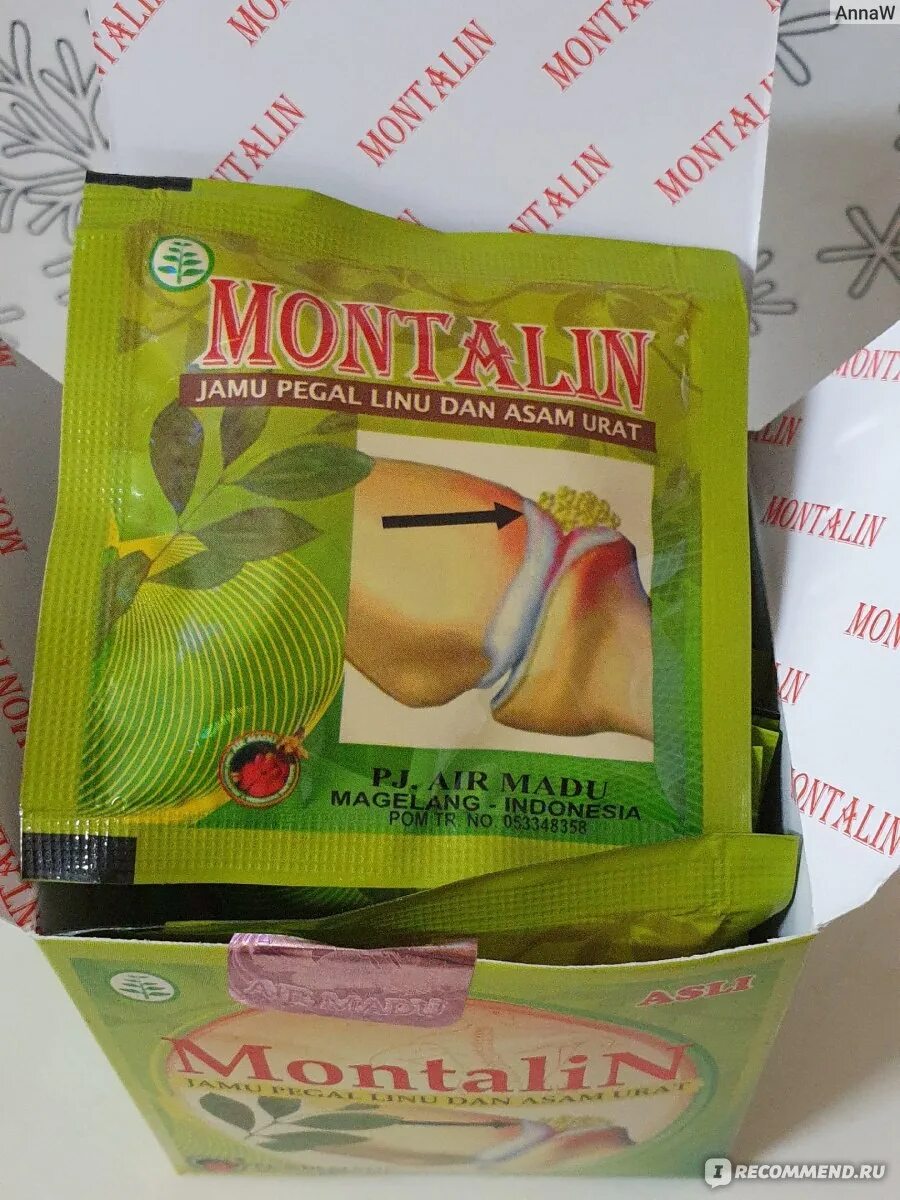 AnnaW
MONTALIN
MONTALIN
MONTALIN
MONTALIN
MONTALIN
MONTALIN
JAMU PEGAL LINU DAN ASAM URAT
MONTALIN
MONTALIN
P.J. AIR MADU
MAGELANG - INDONESIA
POM TR. NO. 053348358
AIR MADU
ASLI
MontaliN
JAMU PEGAL LINU DAN ASAM URAT
IRECOMMEND.RU